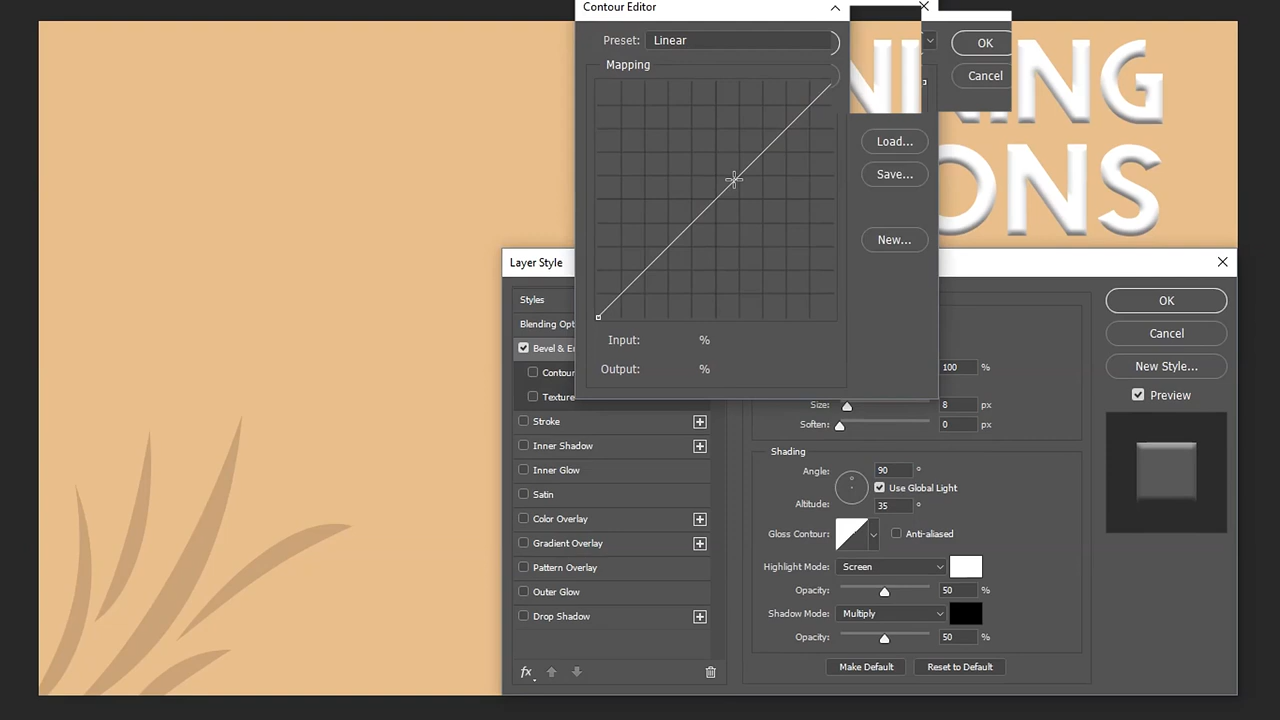 Contour Editor
Preset: Linear
OK
Cancel
Mapping
Load...
Save...
New...
Input: %
Output: %
NING
ONS
Layer Style
Styles
Blending Opt
Bevel & E
Contou
Texture
Stroke
Inner Shadow
Inner Glow
Satin
Color Overlay
Gradient Overlay
Pattern Overlay
Outer Glow
Drop Shadow
fx
100 %
Size: 8 px
Soften: 0 px
Shading
Angle: 90 °
Use Global Light
Altitude: 35 °
Gloss Contour: Anti-aliased
Highlight Mode: Screen
Opacity: 50 %
Shadow Mode: Multiply
Opacity: 50 %
Make Default Reset to Default
OK
Cancel
New Style...
Preview